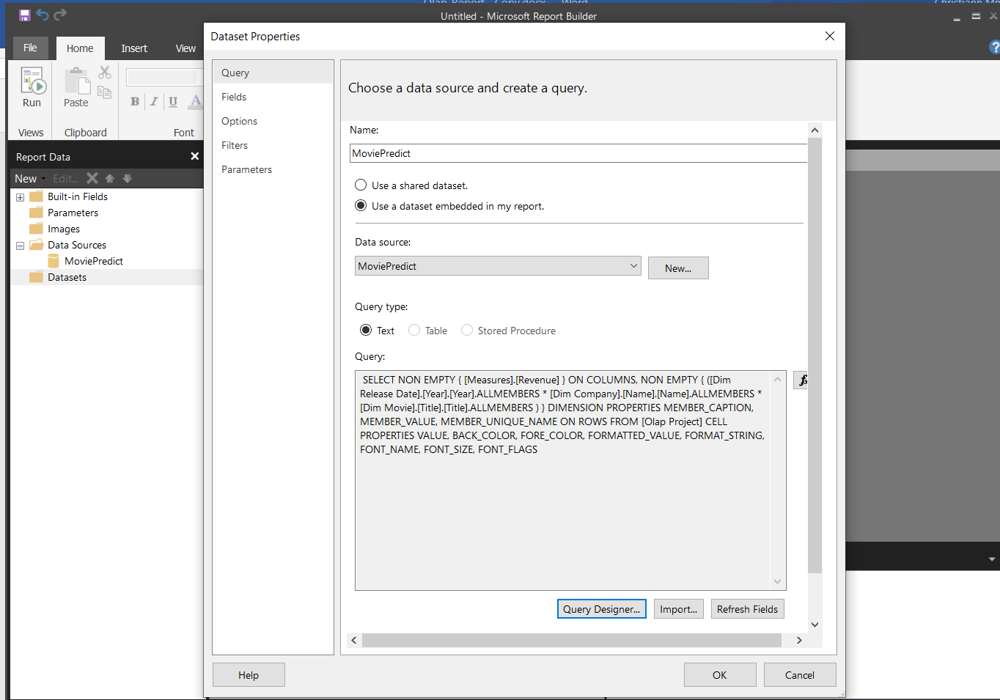 Untitled - Microsoft Report Builder
File
Home
Insert
View
Run
Paste
B I U A
Views
Clipboard
Font
Report Data
New
Edit...
Built-in Fields
Parameters
Images
Data Sources
MoviePredict
Datasets
Dataset Properties
Query
Fields
Options
Filters
Parameters
Choose a data source and create a query.
Name:
MoviePredict
Use a shared dataset.
Use a dataset embedded in my report.
Data source:
MoviePredict
New...
Query type:
Text
Table
Stored Procedure
Query:
SELECT NON EMPTY { [Measures].[Revenue] } ON COLUMNS, NON EMPTY { ([Dim
Release Date].[Year].[Year].ALLMEMBERS * [Dim Company].[Name].[Name].ALLMEMBERS *
[Dim Movie].[Title].[Title].ALLMEMBERS ) } DIMENSION PROPERTIES MEMBER_CAPTION,
MEMBER_VALUE, MEMBER_UNIQUE_NAME ON ROWS FROM [Olap Project] CELL
PROPERTIES VALUE, BACK_COLOR, FORE_COLOR, FORMATTED_VALUE, FORMAT_STRING,
FONT_NAME, FONT_SIZE, FONT_FLAGS
Query Designer...
Import...
Refresh Fields
Help
OK
Cancel